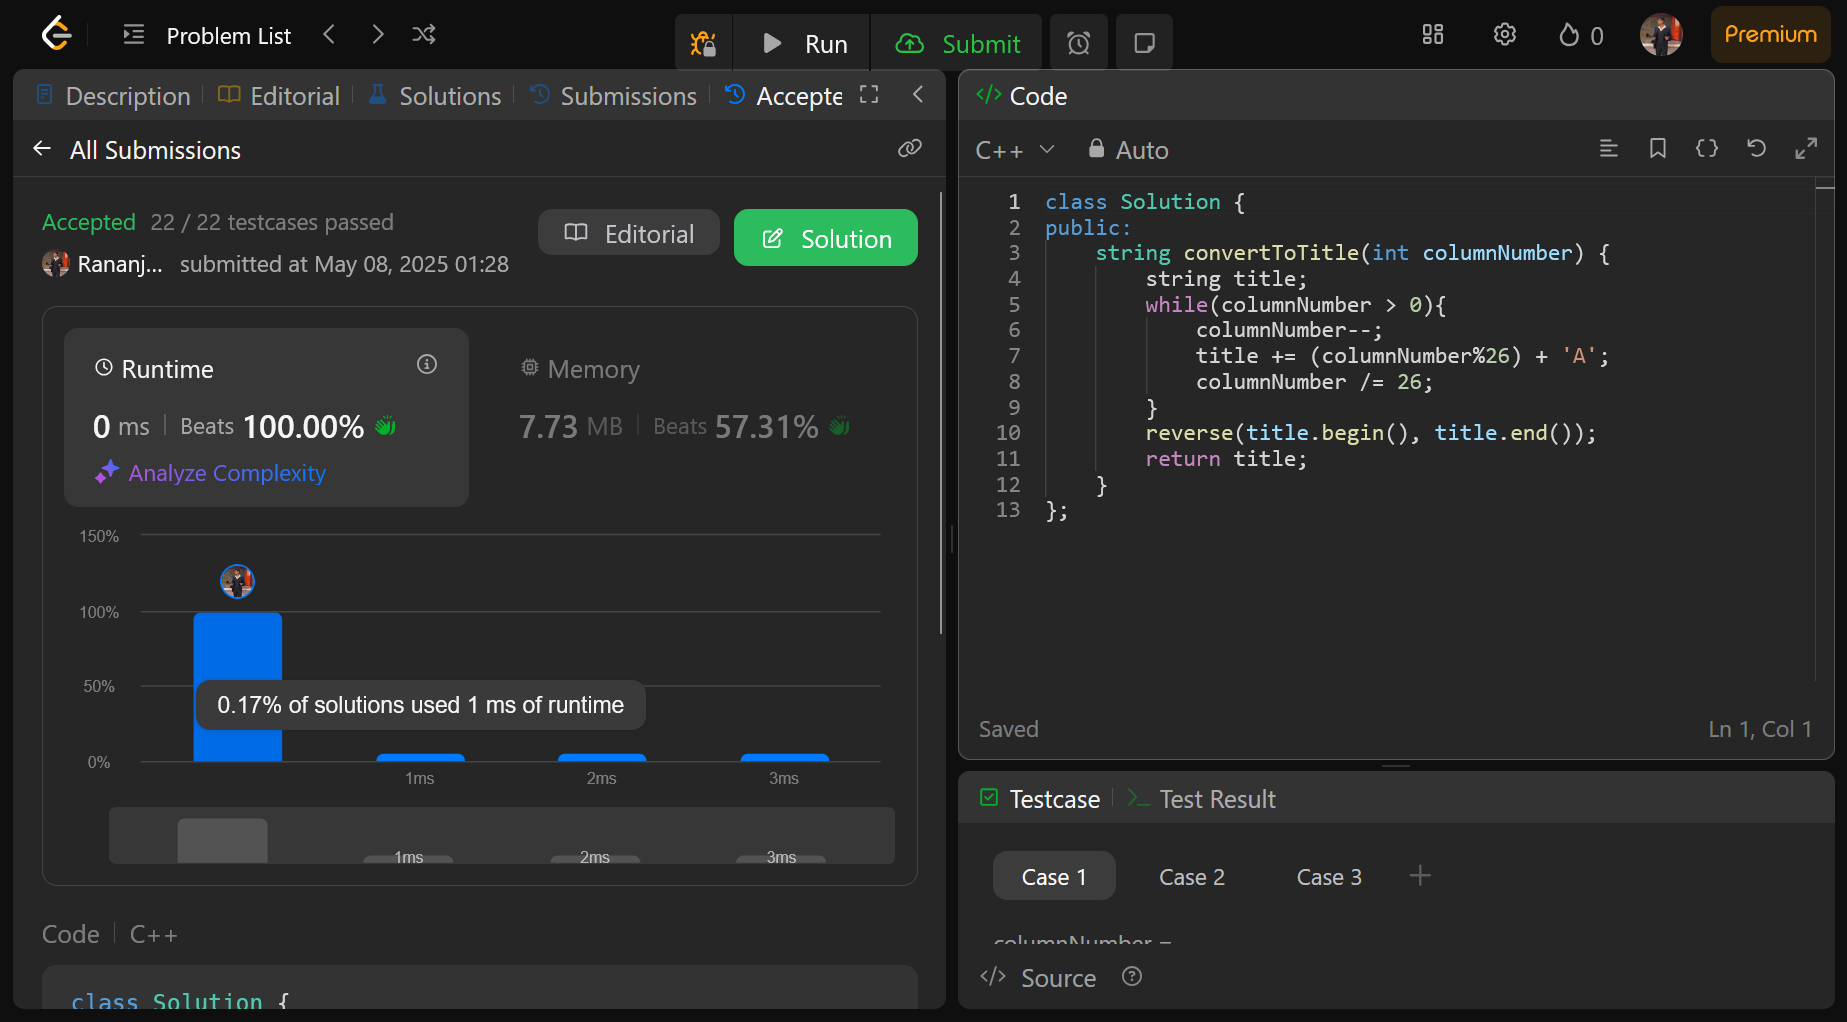 Problem List
Run
Submit
0
Premium
Description
Editorial
Solutions
Submissions
Accepte
All Submissions
Accepted 22 / 22 testcases passed
Rananj... submitted at May 08, 2025 01:28
Editorial
Solution
Runtime
0 ms Beats 100.00%
Analyze Complexity
Memory
7.73 MB Beats 57.31%
150%
100%
50%
0%
0.17% of solutions used 1 ms of runtime
1ms 2ms 3ms
1ms 2ms 3ms
Code C++
class Solution {
</> Code
C++ Auto
1 class Solution {
2 public:
3     string convertToTitle(int columnNumber) {
4         string title;
5         while(columnNumber > 0){
6             columnNumber--;
7             title += (columnNumber%26) + 'A';
8             columnNumber /= 26;
9         }
10         reverse(title.begin(), title.end());
11         return title;
12     }
13 };
Saved
Ln 1, Col 1
Testcase
>_ Test Result
Case 1 Case 2 Case 3 +
columnNumber =
</> Source